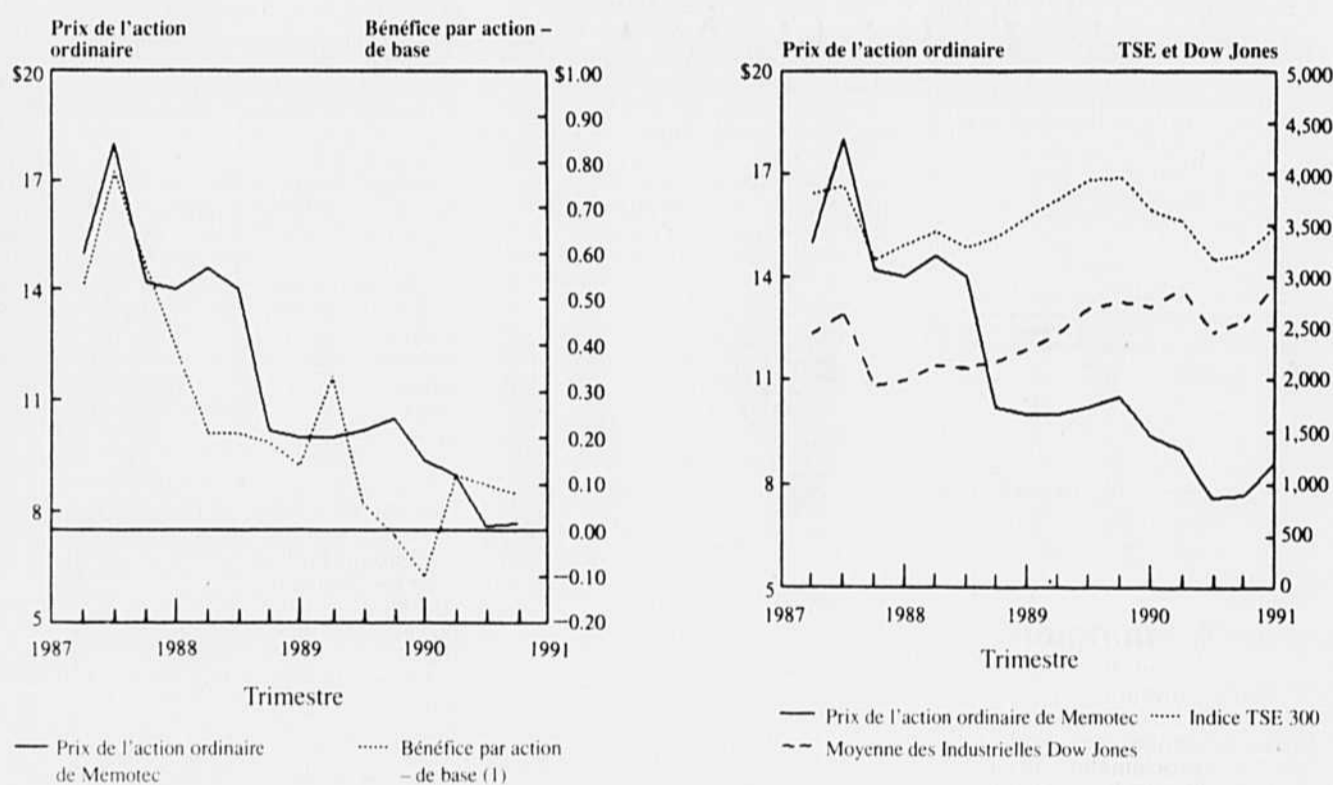 Prix de l'action
ordinaire
Bénéfice par action –
de base
$20
17
14
11
8
5
$1.00
0.90
0.80
0.70
0.60
0.50
0.40
0.30
0.20
0.10
0.00
–0.10
–0.20
1987 1988 1989 1990 1991
Trimestre
— Prix de l'action ordinaire
de Memotec
...... Bénéfice par action
– de base (1)
Prix de l'action ordinaire
TSE et Dow Jones
$20
17
14
11
8
5
5,000
4,500
4,000
3,500
3,000
2,500
2,000
1,500
1,000
500
0
1987 1988 1989 1990 1991
Trimestre
— Prix de l'action ordinaire de Memotec ...... Indice TSE 300
– – Moyenne des Industrielles Dow Jones